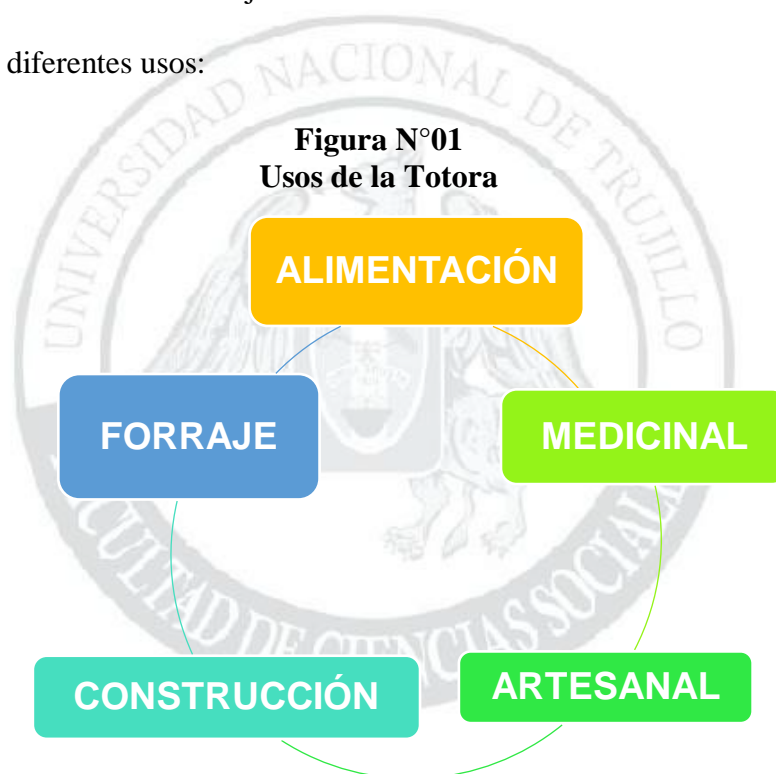 diferentes usos:
Figura N°01
Usos de la Totora
ALIMENTACIÓN
FORRAJE
MEDICINAL
CONSTRUCCIÓN
ARTESANAL
UNIVERSIDAD NACIONAL DE TRUJILLO
FACULTAD DE CIENCIAS SOCIALES